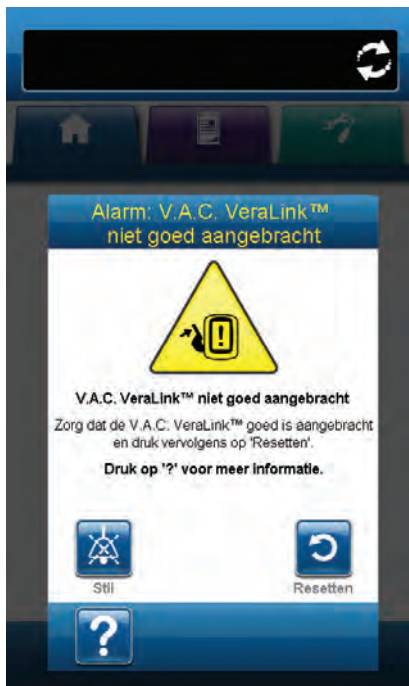 Alarm: V.A.C. VeraLink™
niet goed aangebracht
!
V.A.C. VeraLink™ niet goed aangebracht
Zorg dat de V.A.C. VeraLink™ goed is aangebracht
en druk vervolgens op 'Resetten'.
Druk op '?' voor meer informatie.
Stil
Resetten
?